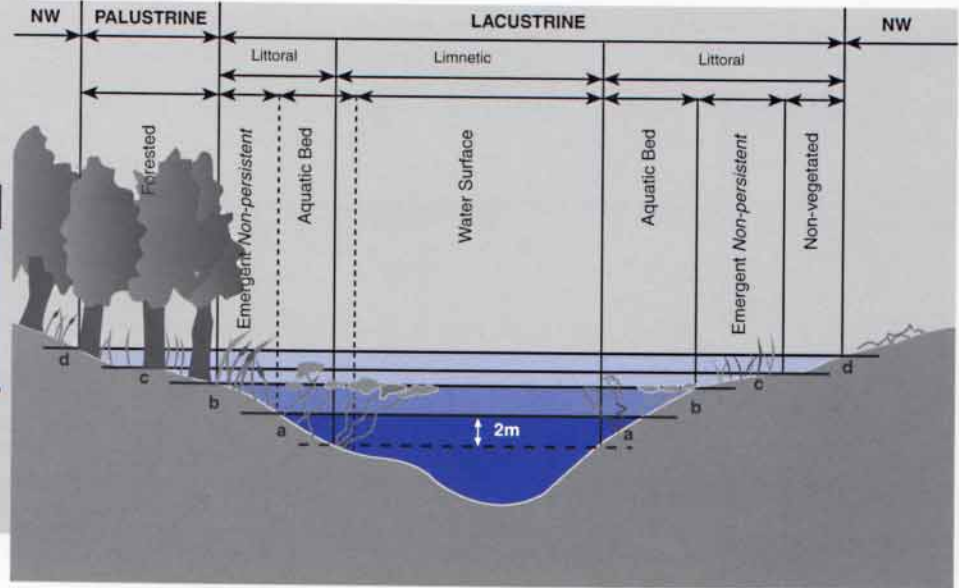 NW PALUSTRINE LACUSTRINE NW
Littoral Limnetic Littoral
Forested
Emergent Non-persistent
Aquatic Bed
Water Surface
Aquatic Bed
Emergent Non-persistent
Non-vegetated
d d
c c
b b
a 2m a